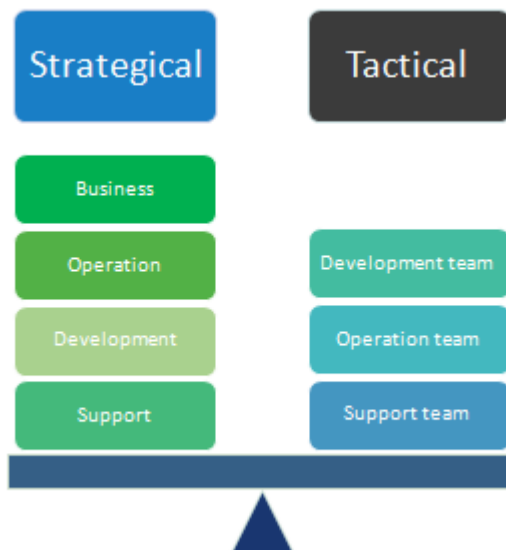 Strategical
Tactical
Business
Operation
Development
Support
Development team
Operation team
Support team